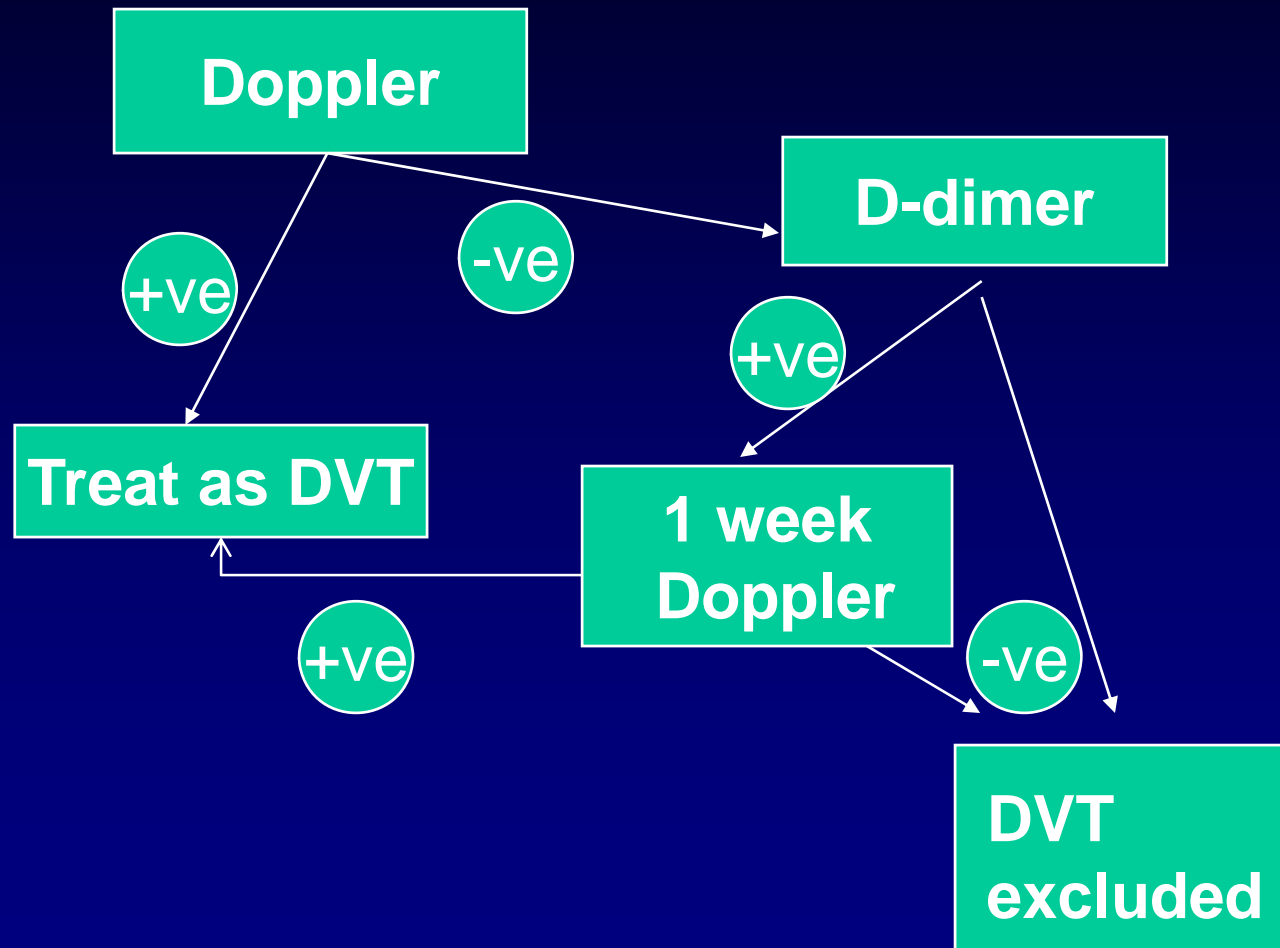 Doppler
D-dimer
-ve
+ve
+ve
Treat as DVT
1 week
Doppler
+ve
-ve
DVT
excluded